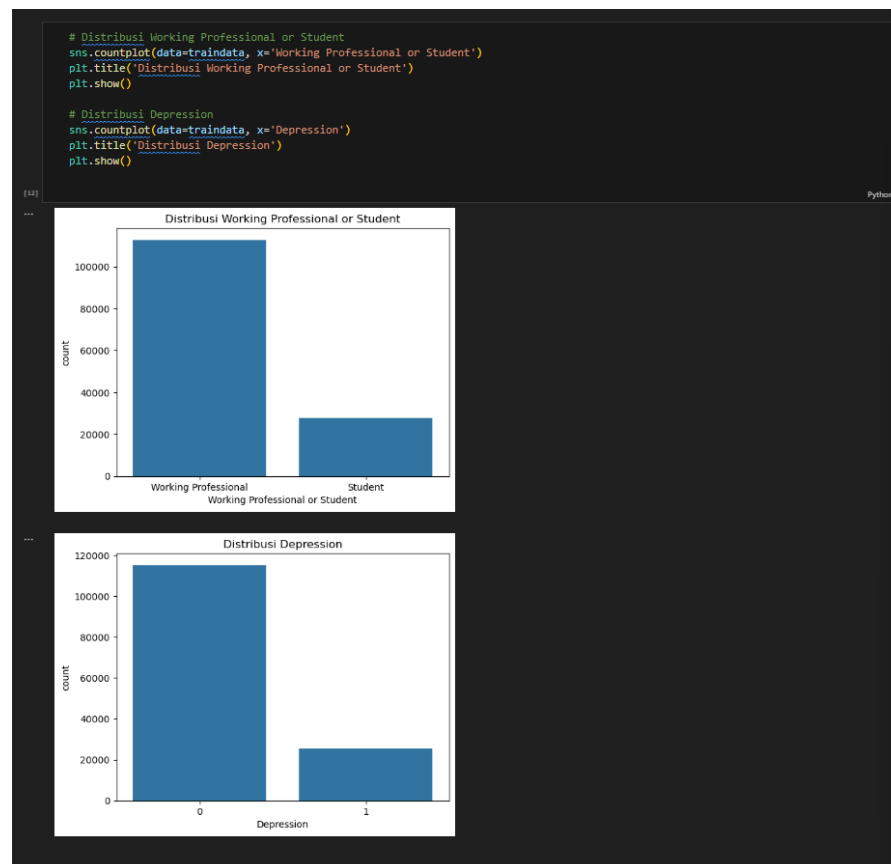 # Distribusi Working Professional or Student
sns.countplot(data=traindata, x='Working Professional or Student')
plt.title('Distribusi Working Professional or Student')
plt.show()
# Distribusi Depression
sns.countplot(data=traindata, x='Depression')
plt.title('Distribusi Depression')
plt.show()
[12]
Python
...
Distribusi Working Professional or Student
100000
80000
60000
40000
20000
0
count
Working Professional Student
Working Professional or Student
...
Distribusi Depression
120000
100000
80000
60000
40000
20000
0
count
0 1
Depression